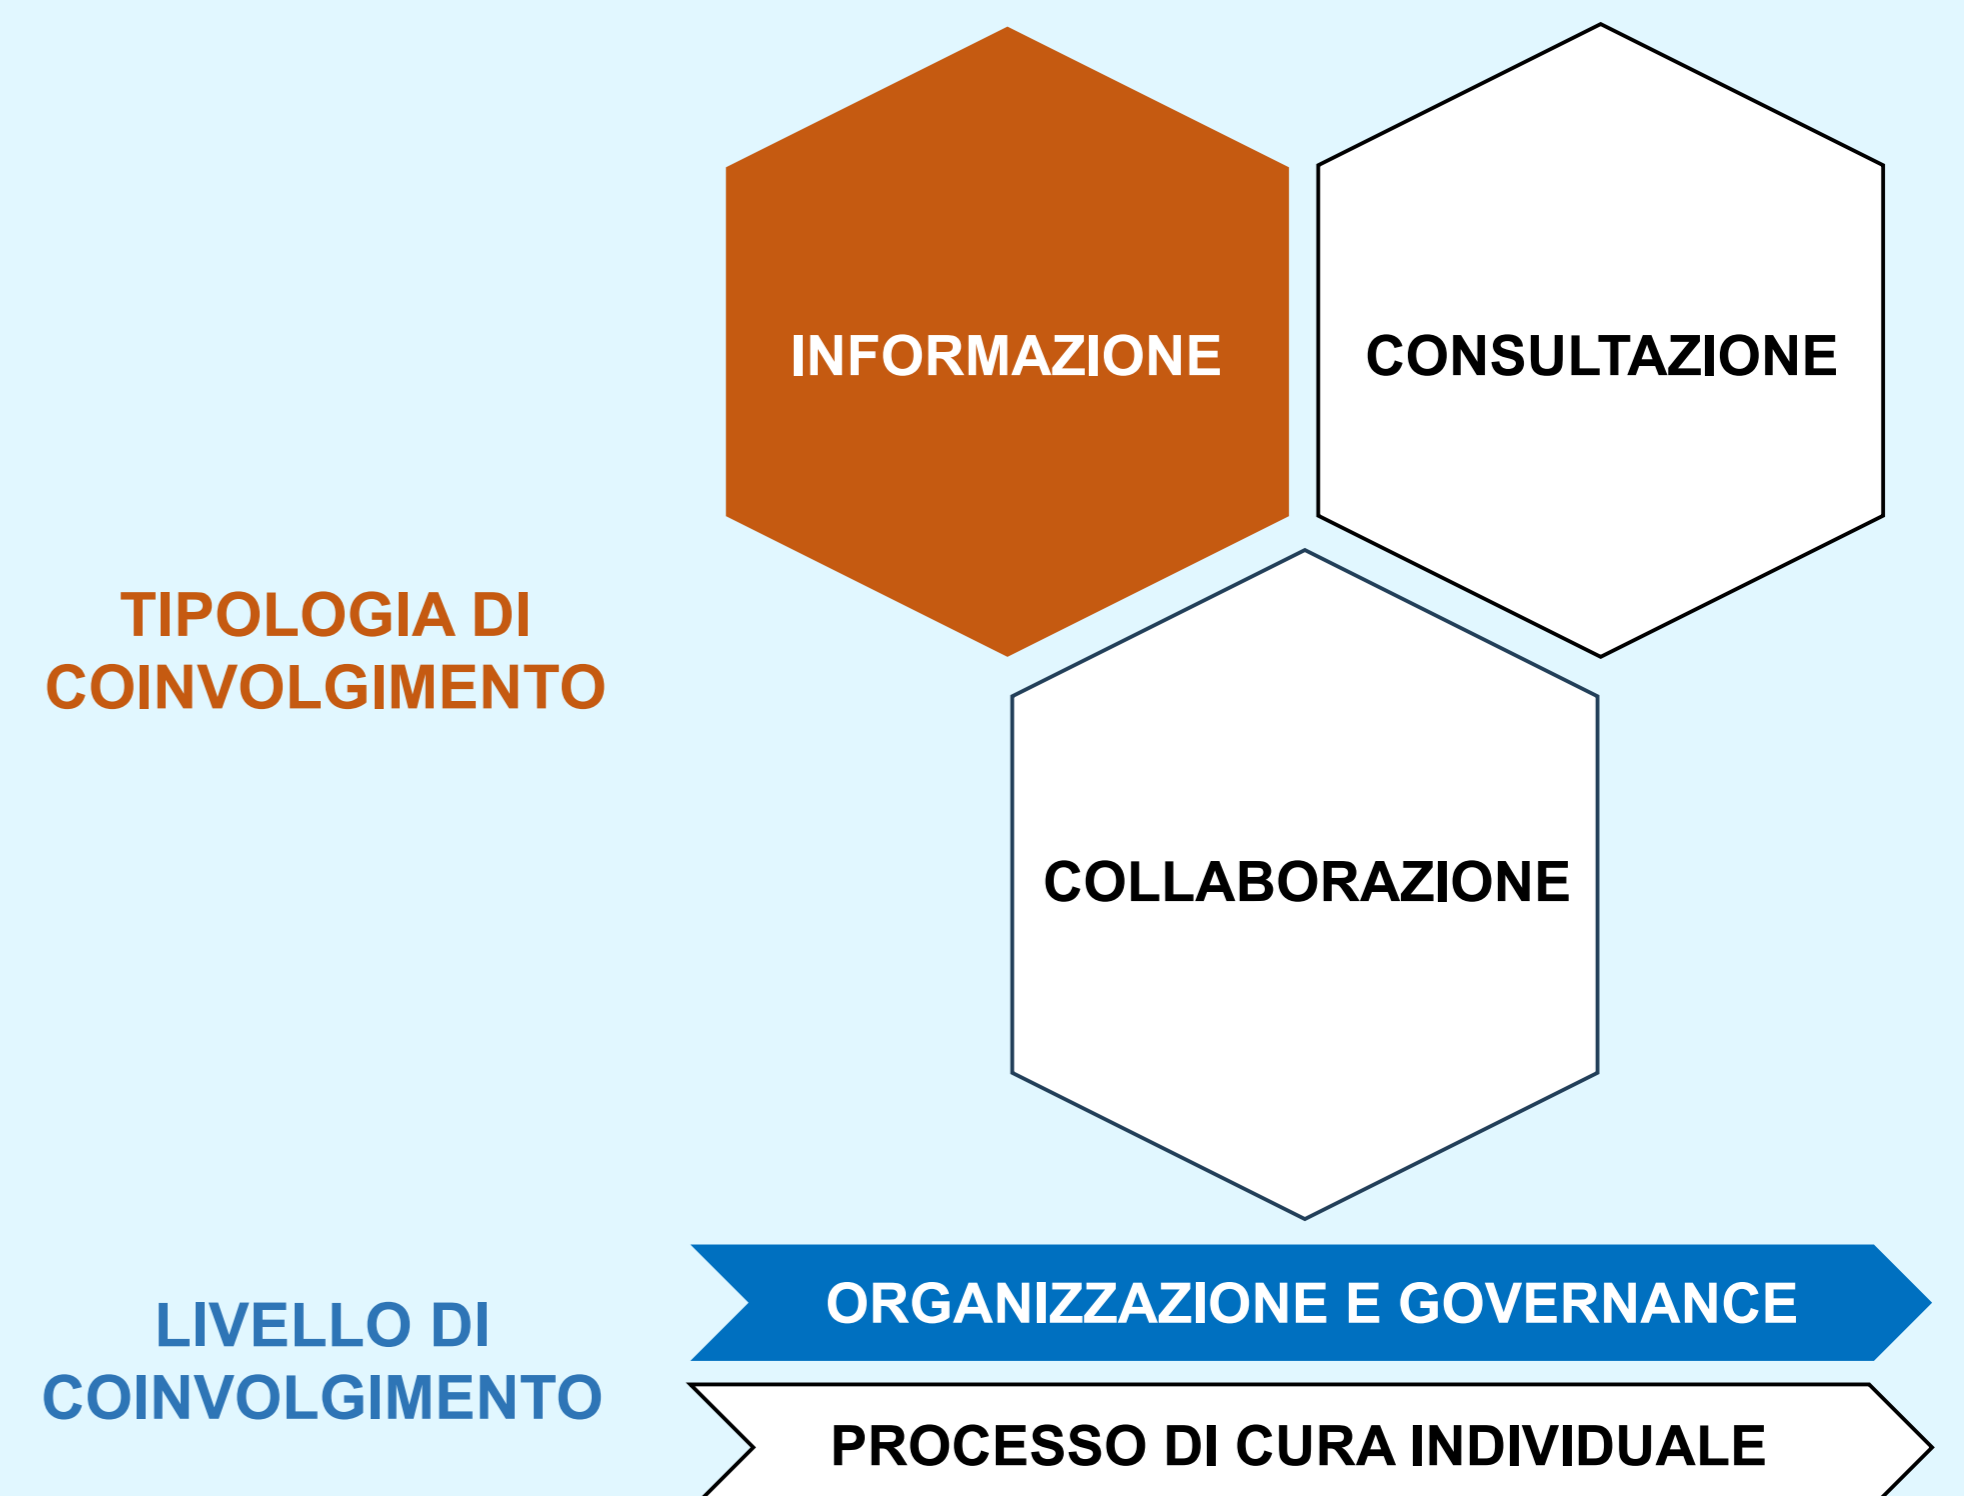 INFORMAZIONE
CONSULTAZIONE
TIPOLOGIA DI
COINVOLGIMENTO
COLLABORAZIONE
ORGANIZZAZIONE E GOVERNANCE
LIVELLO DI
COINVOLGIMENTO
PROCESSO DI CURA INDIVIDUALE